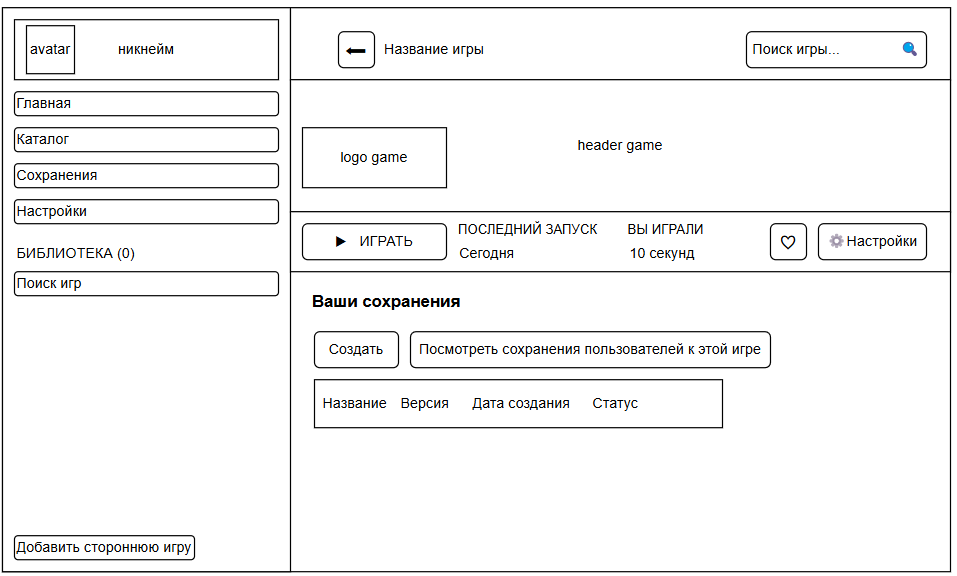 avatar
никнейм
Главная
Каталог
Сохранения
Настройки
БИБЛИОТЕКА (0)
Поиск игр
Добавить стороннюю игру
Название игры
Поиск игры...
logo game
header game
ИГРАТЬ
ПОСЛЕДНИЙ ЗАПУСК
Сегодня
ВЫ ИГРАЛИ
10 секунд
Настройки
Ваши сохранения
Создать
Посмотреть сохранения пользователей к этой игре
Название Версия Дата создания Статус